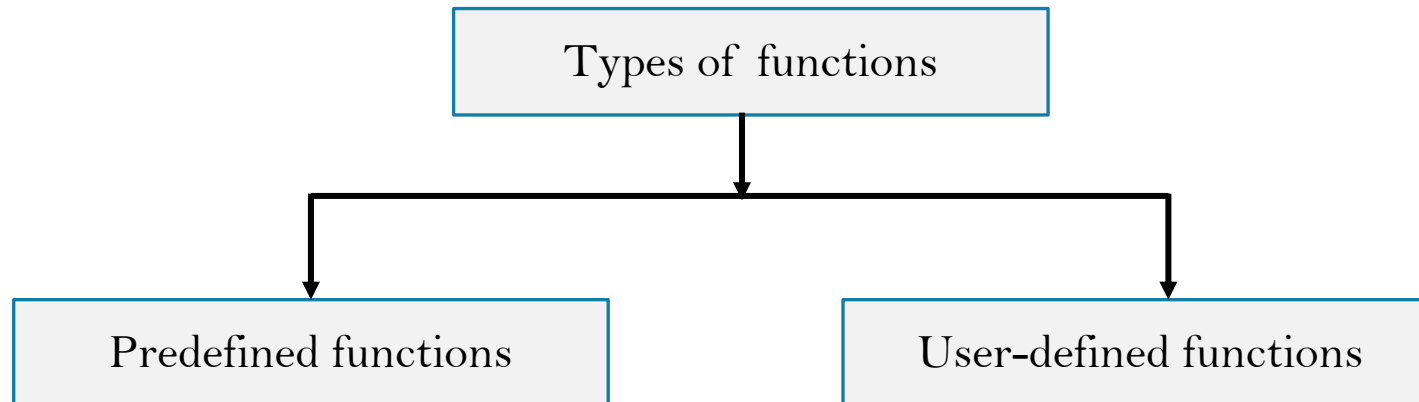 Types of functions
Predefined functions
User-defined functions